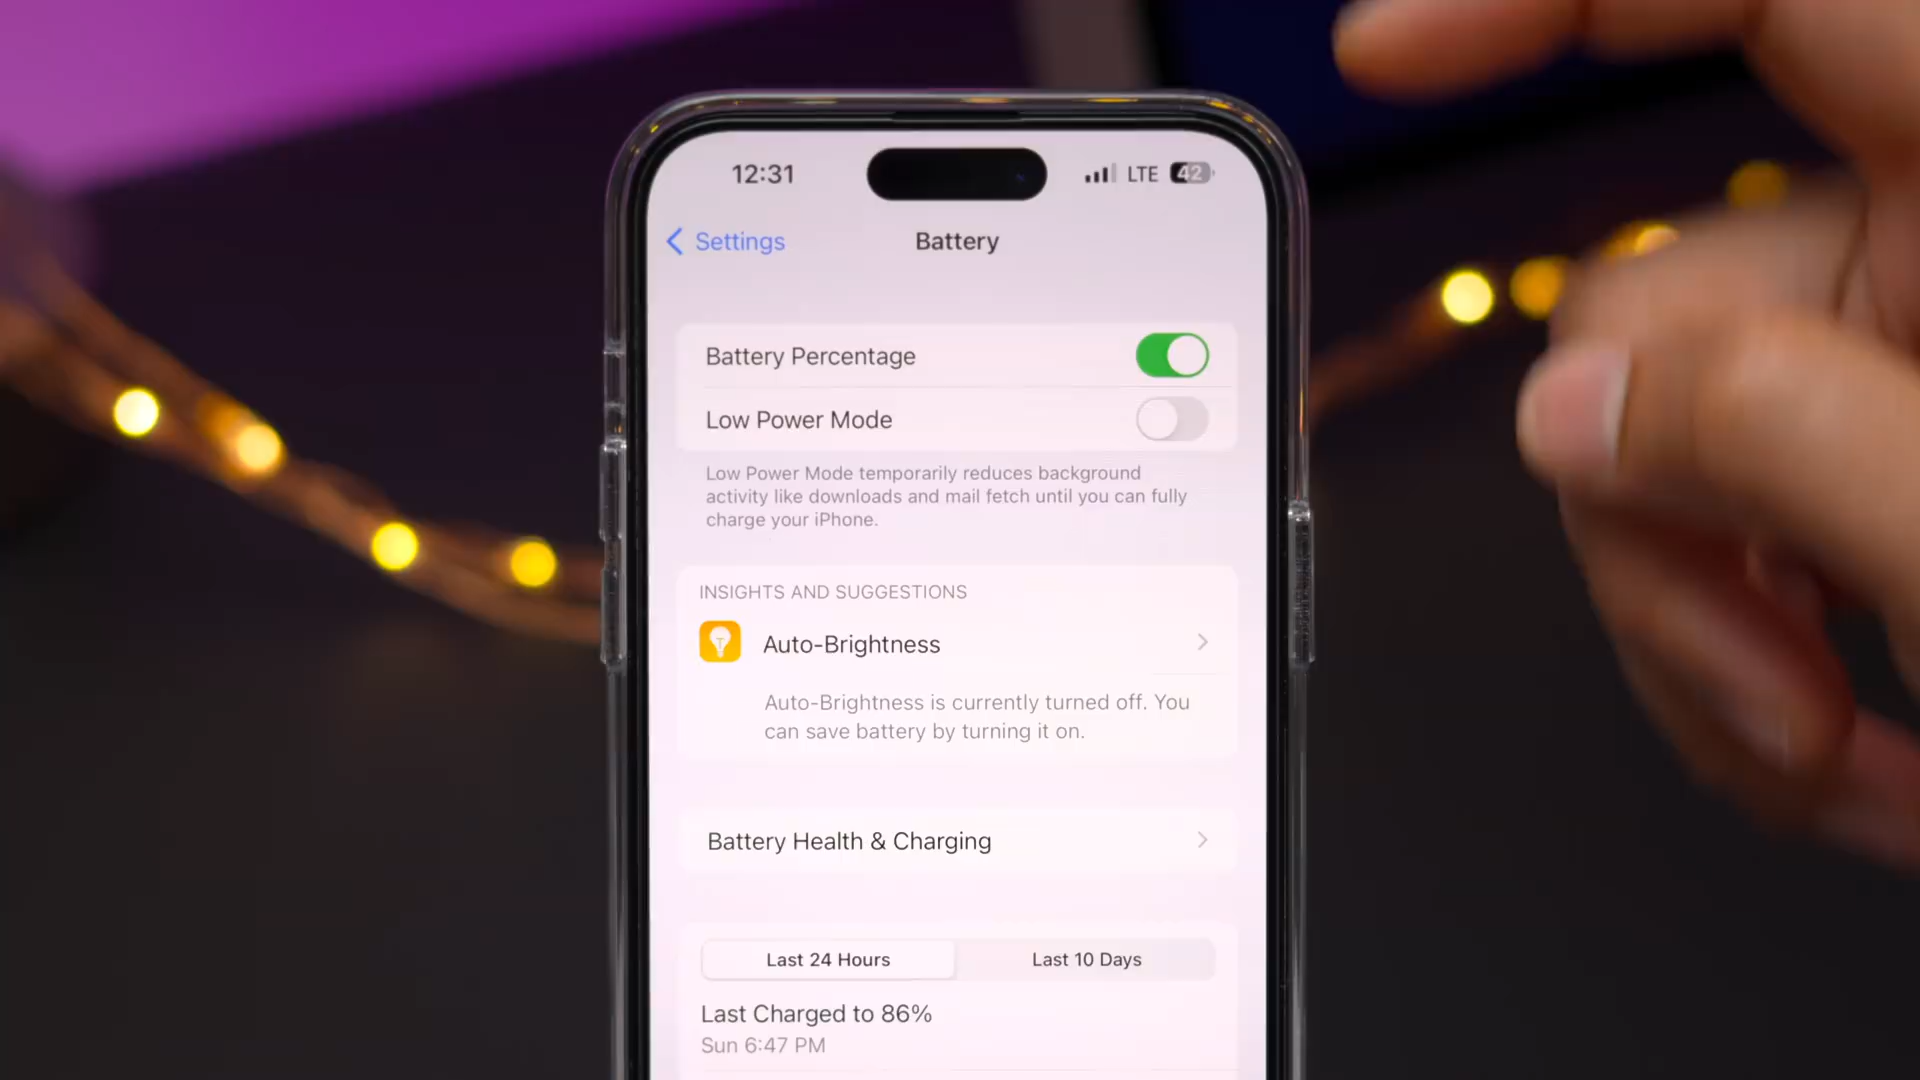 12:31 LTE 42
Settings Battery
Battery Percentage
Low Power Mode
Low Power Mode temporarily reduces background
activity like downloads and mail fetch until you can fully
charge your iPhone.
INSIGHTS AND SUGGESTIONS
Auto-Brightness
Auto-Brightness is currently turned off. You
can save battery by turning it on.
Battery Health & Charging
Last 24 Hours Last 10 Days
Last Charged to 86%
Sun 6:47 PM